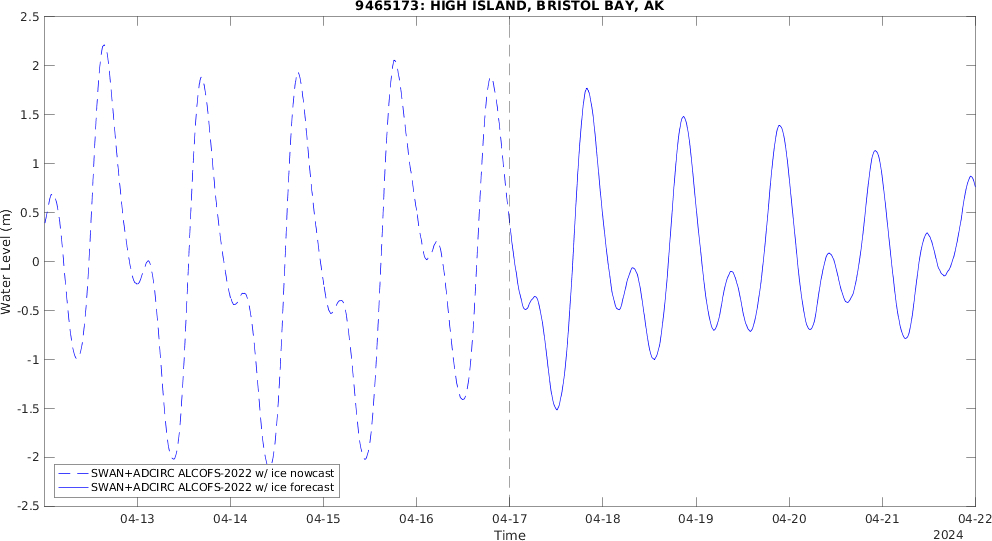 9465173: HIGH ISLAND, BRISTOL BAY, AK
2.5
2
1.5
1
0.5
0
-0.5
-1
-1.5
-2
-2.5
Water Level (m)
SWAN+ADCIRC ALCOFS-2022 w/ ice nowcast
SWAN+ADCIRC ALCOFS-2022 w/ ice forecast
04-13 04-14 04-15 04-16 04-17 04-18 04-19 04-20 04-21 04-22
Time
2024